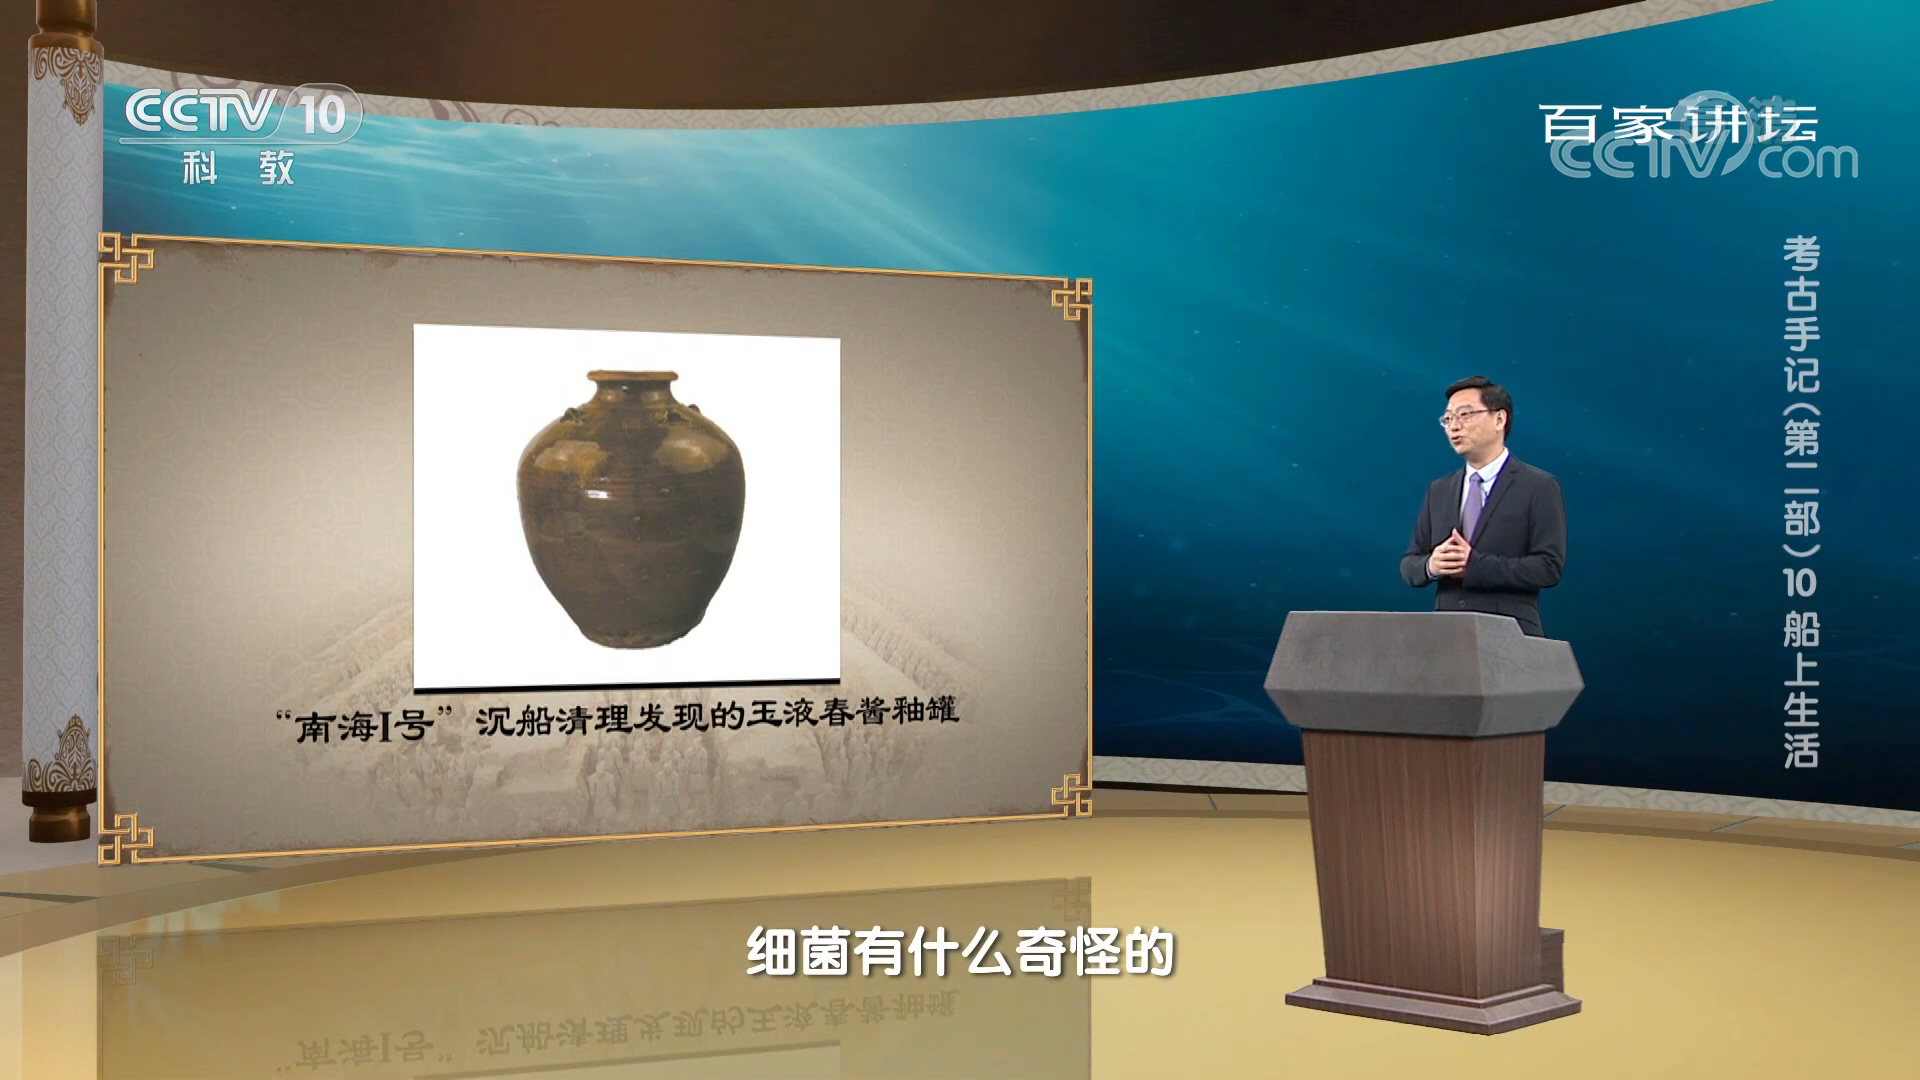 CCTV 10
科 教
百家讲坛
CCTV.com
考古手记（第二部）10 船上生活
“南海I号”沉船清理发现的玉液春酱釉罐
细菌有什么奇怪的